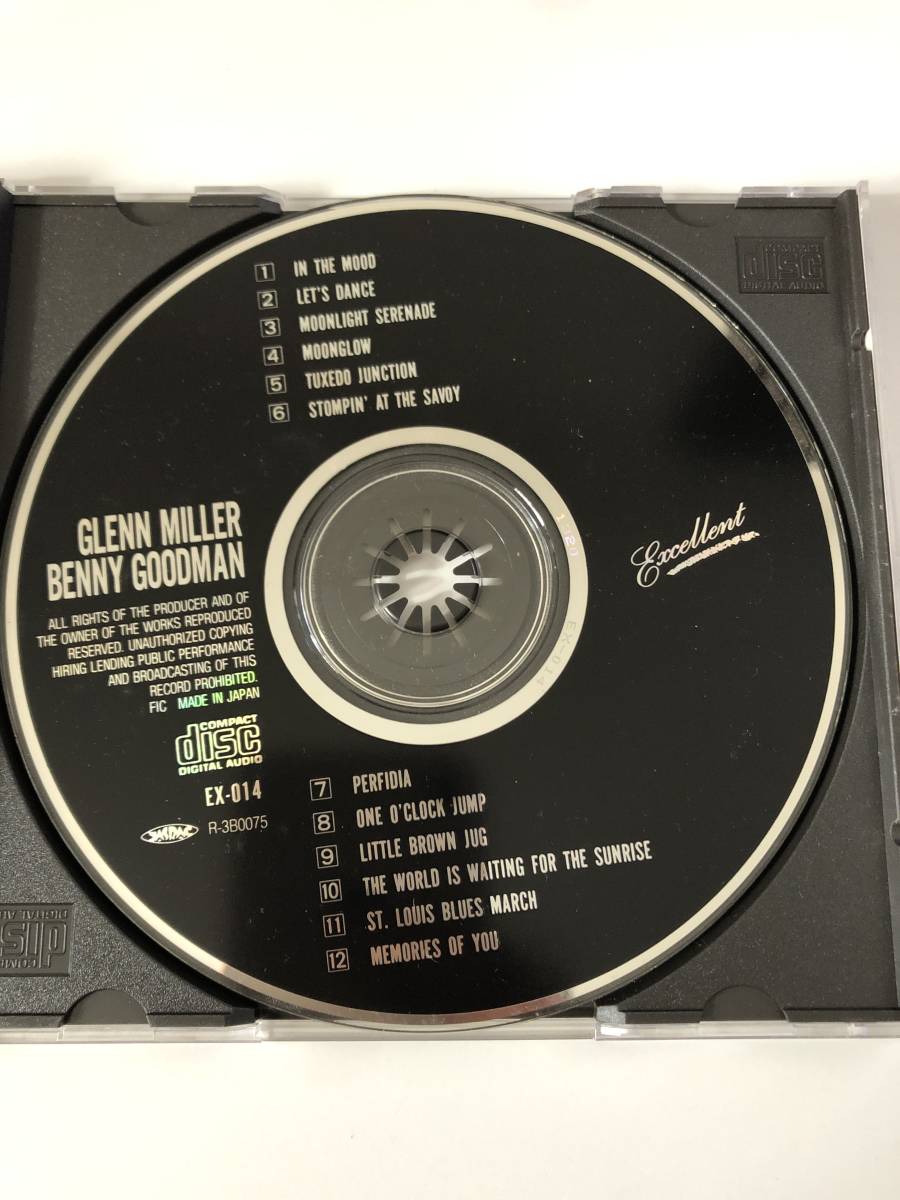 1 IN THE MOOD
2 LET'S DANCE
3 MOONLIGHT SERENADE
4 MOONGLOW
5 TUXEDO JUNCTION
6 STOMPIN' AT THE SAVOY
GLENN MILLER
BENNY GOODMAN
ALL RIGHTS OF THE PRODUCER AND OF
THE OWNER OF THE WORKS REPRODUCED
RESERVED. UNAUTHORIZED COPYING
HIRING LENDING PUBLIC PERFORMANCE
AND BROADCASTING OF THIS
RECORD PROHIBITED.
FIC MADE IN JAPAN
COMPACT
disc
DIGITAL AUDIO
EX-014
JASRAC R-3B0075
Excellent
EX-014
7 PERFIDIA
8 ONE O'CLOCK JUMP
9 LITTLE BROWN JUG
10 THE WORLD IS WAITING FOR THE SUNRISE
11 ST. LOUIS BLUES MARCH
12 MEMORIES OF YOU
COMPACT
disc
DIGITAL AUDIO